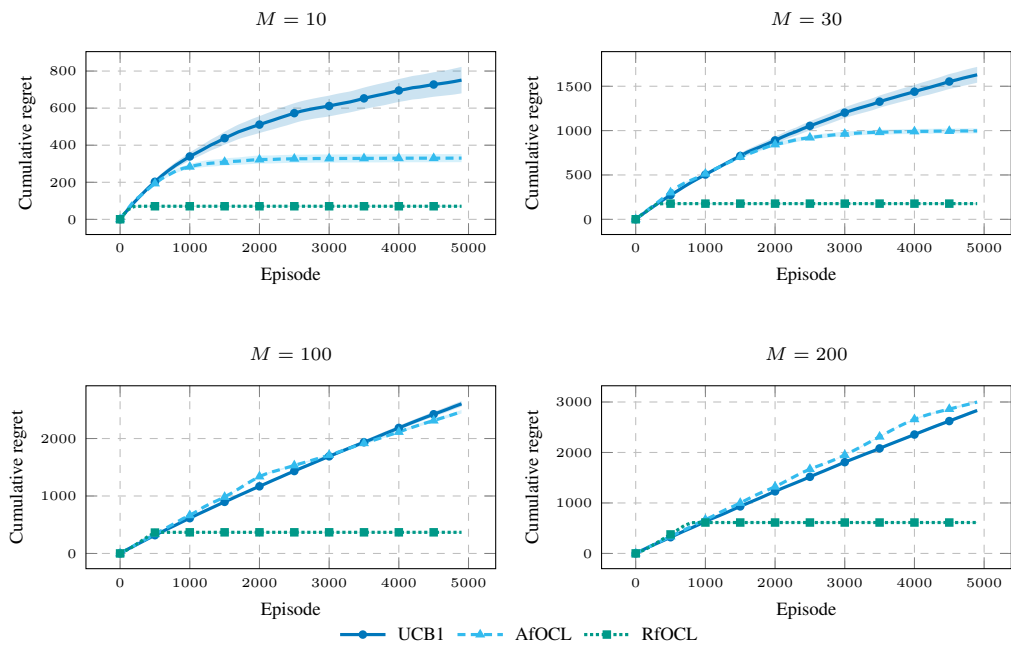 M = 10
M = 30
Cumulative regret
800
600
400
200
0
0 1000 2000 3000 4000 5000
Episode
Cumulative regret
1500
1000
500
0
0 1000 2000 3000 4000 5000
Episode
M = 100
M = 200
Cumulative regret
2000
1000
0
0 1000 2000 3000 4000 5000
Episode
Cumulative regret
3000
2000
1000
0
0 1000 2000 3000 4000 5000
Episode
UCB1 AfOCL RfOCL